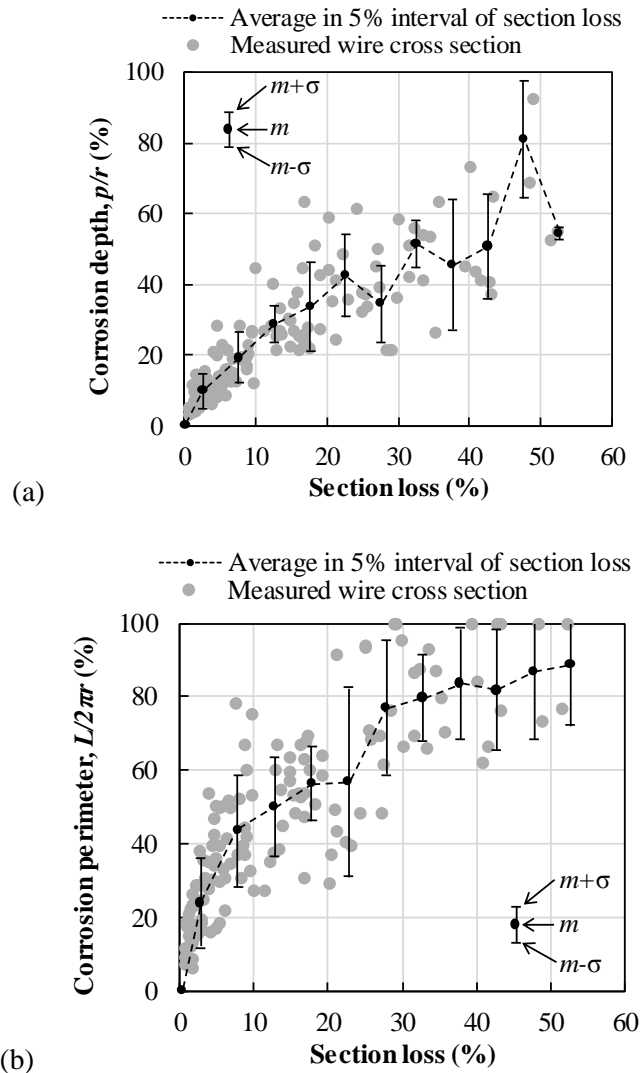 (a)
Average in 5% interval of section loss
Measured wire cross section
100
80
60
40
20
0
Corrosion depth, p/r (%)
m+σ
m
m-σ
0 10 20 30 40 50 60
Section loss (%)
(b)
Average in 5% interval of section loss
Measured wire cross section
100
80
60
40
20
0
Corrosion perimeter, L/2πr (%)
m+σ
m
m-σ
0 10 20 30 40 50 60
Section loss (%)